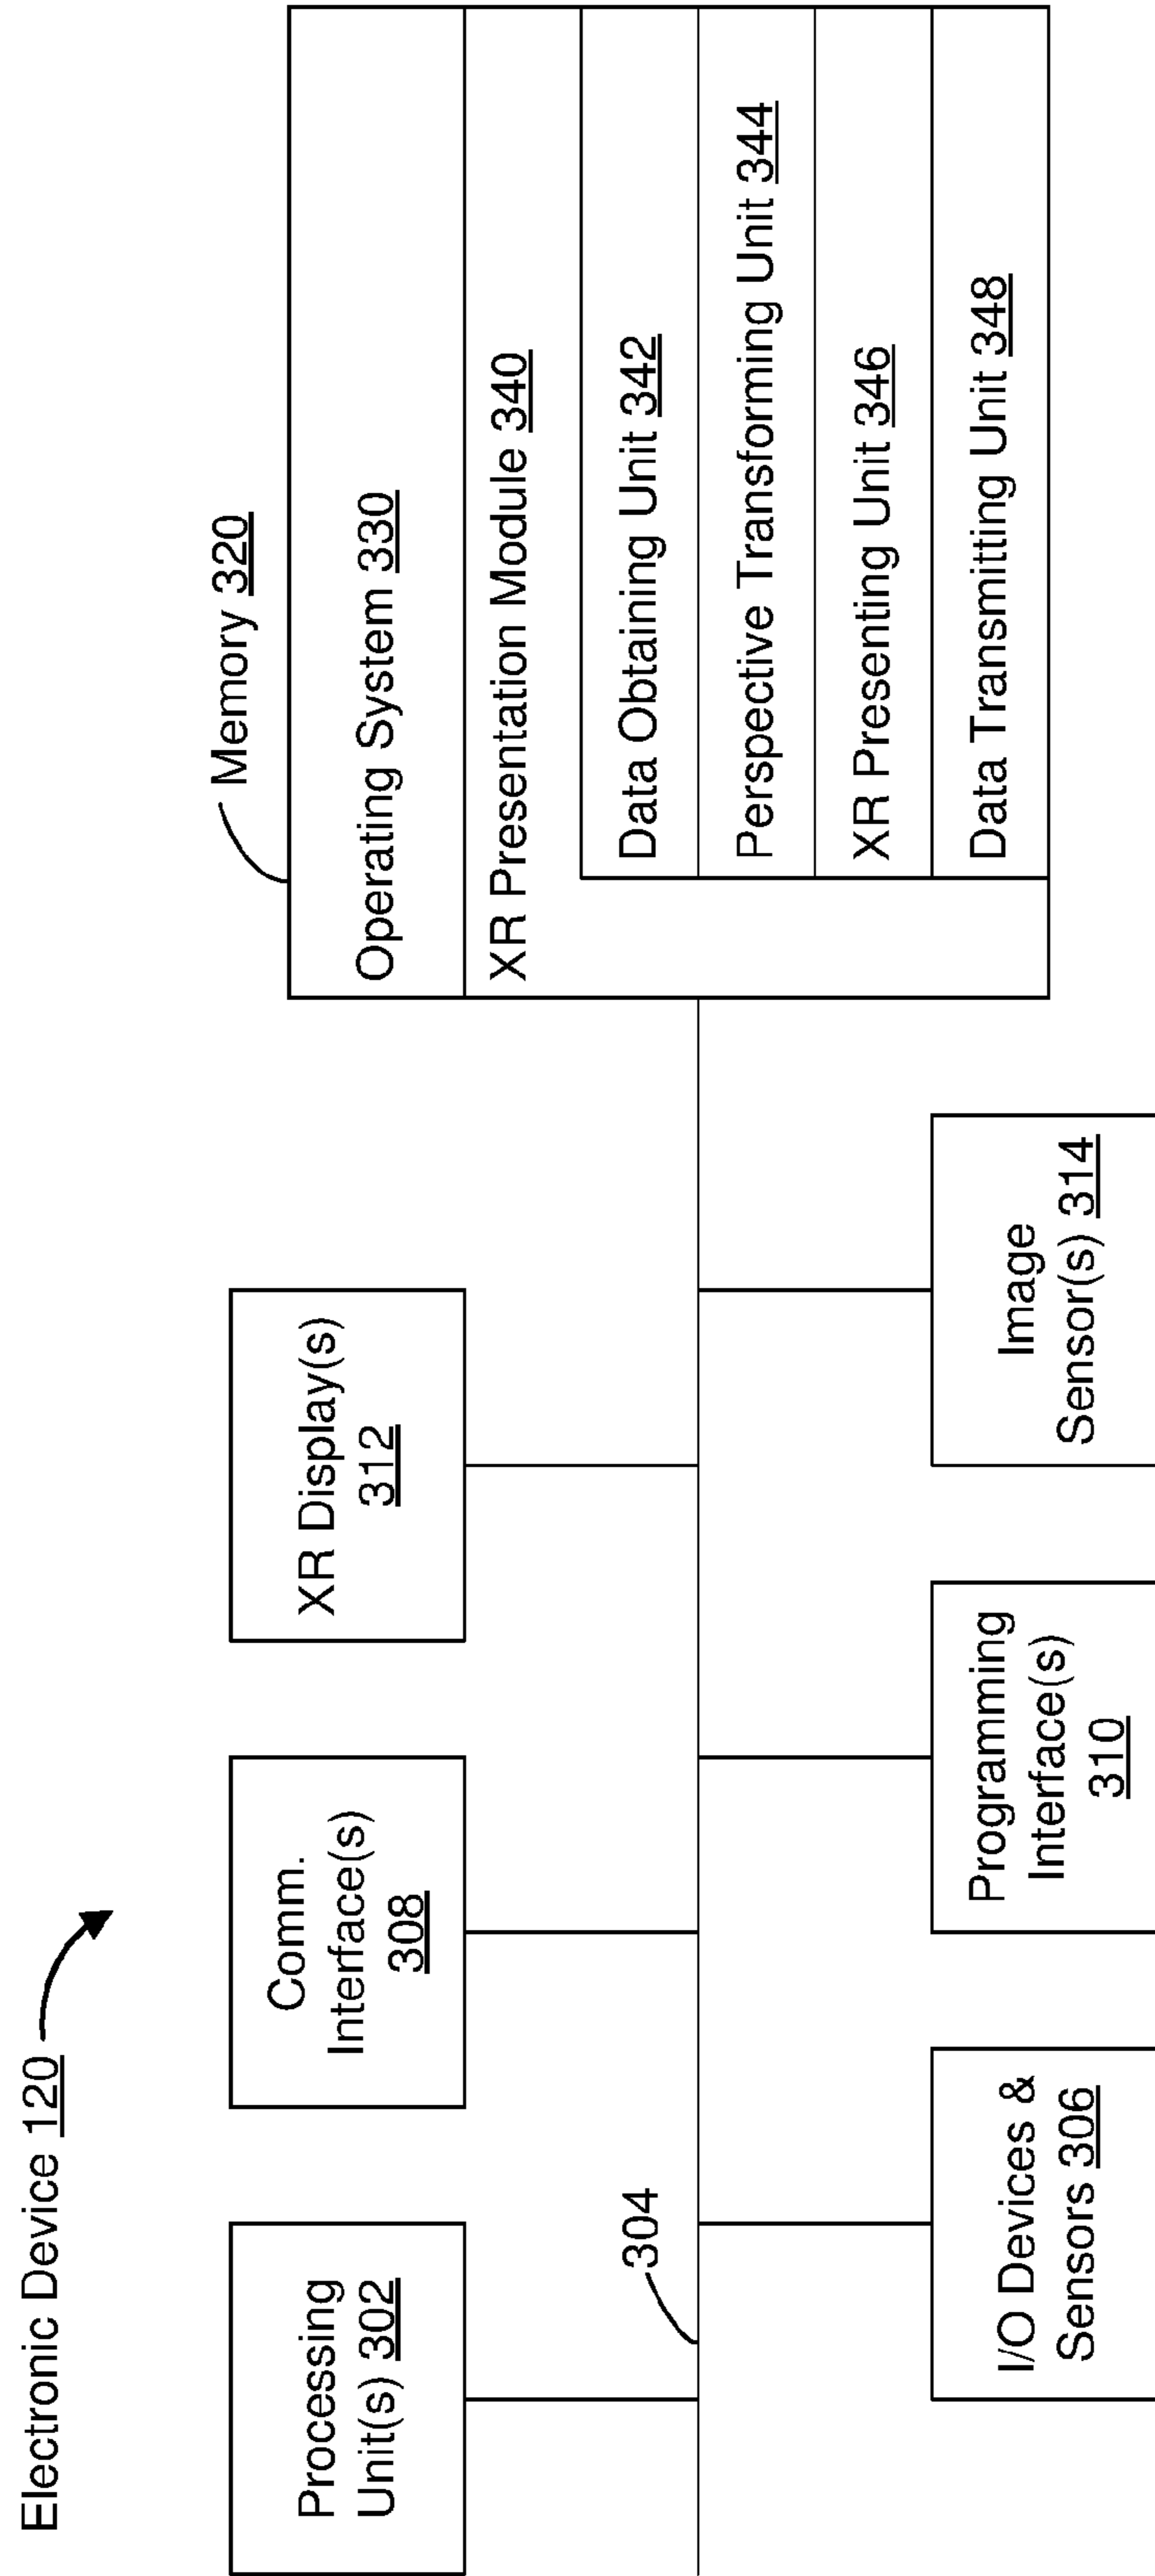 Electronic Device 120
Processing
Unit(s) 302
Comm.
Interface(s)
308
XR Display(s)
312
Memory 320
Operating System 330
XR Presentation Module 340
Data Obtaining Unit 342
Perspective Transforming Unit 344
XR Presenting Unit 346
Data Transmitting Unit 348
304
I/O Devices &
Sensors 306
Programming
Interface(s)
310
Image
Sensor(s) 314